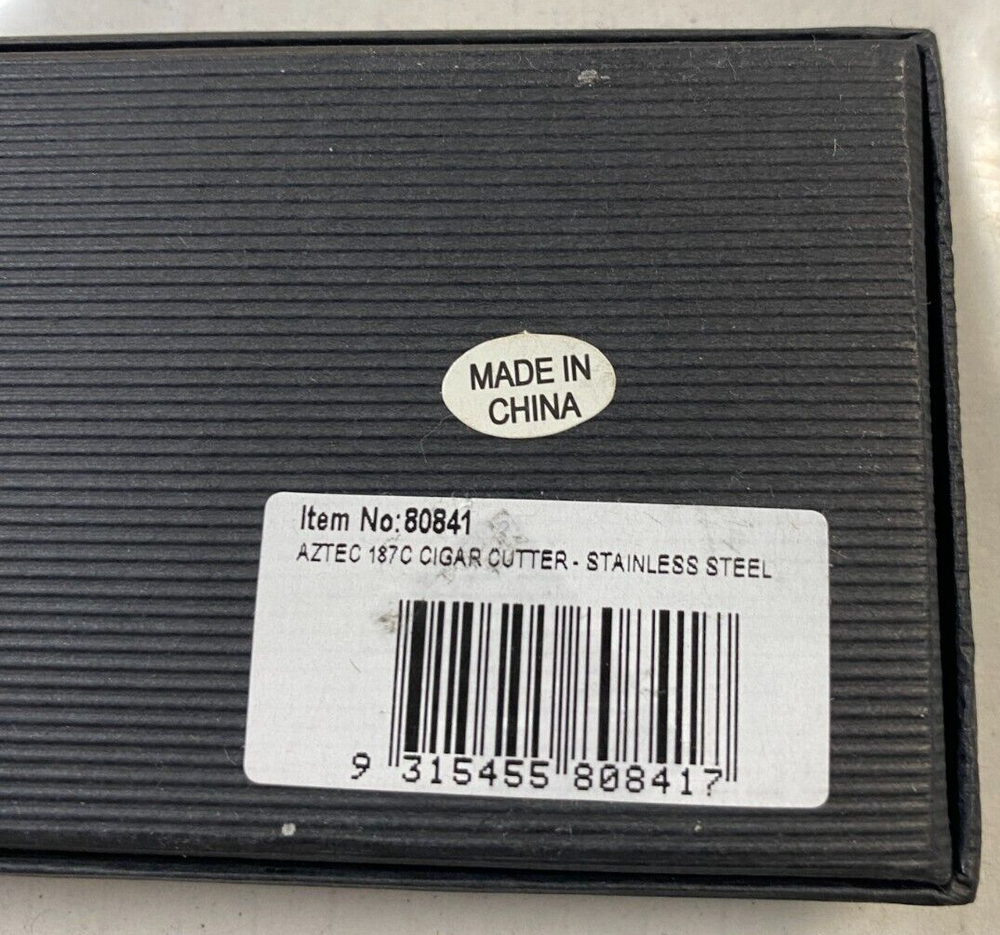 MADE IN
CHINA
Item No:80841
AZTEC 187C CIGAR CUTTER - STAINLESS STEEL
9 315455 808417